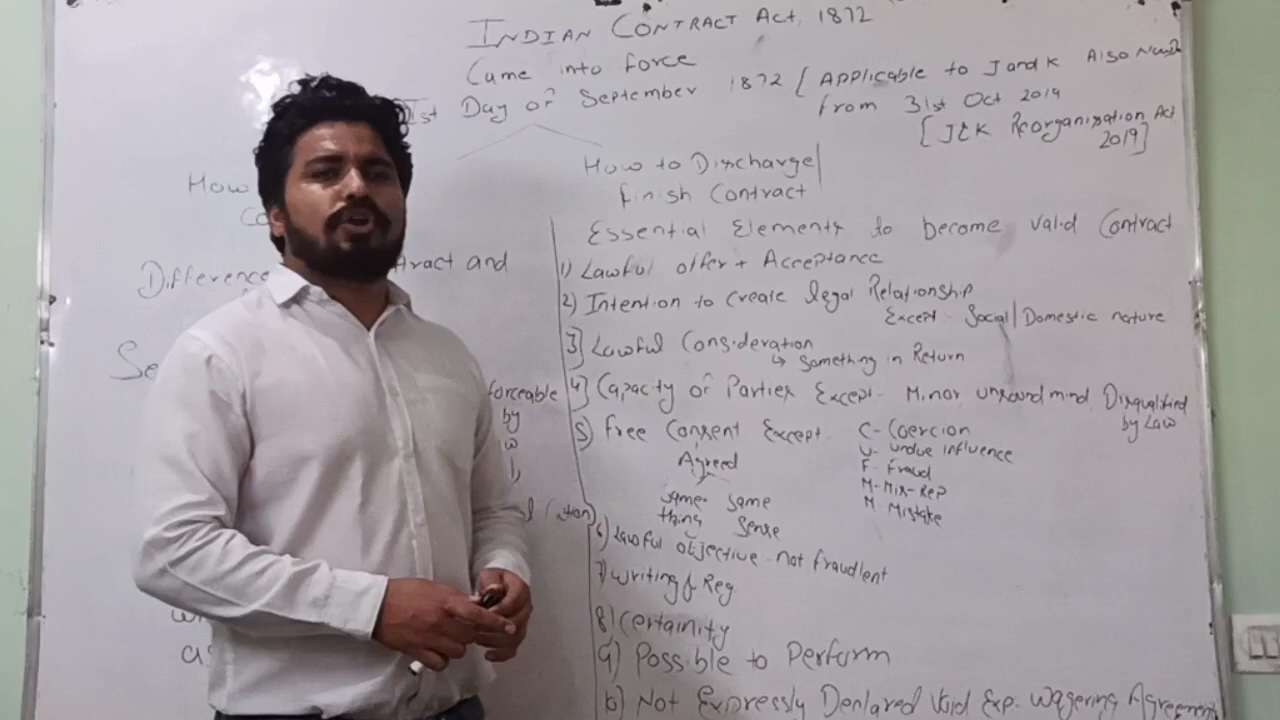 INDIAN CONTRACT Act, 1872
Came into force
1st Day of September 1872 [ Applicable to J and K Also Now
from 31st Oct 2019
[J&K Reorganisation Act
2019]
How
Co
How to Discharge/
finish Contract
Difference
tract and
Se
forceable
by
as
Essential Elements to become valid Contract
1) Lawful offer + Acceptance
2) Intention to create legal Relationship
Except - Social/Domestic nature
3) Lawful Consideration
↳ Something in Return
4) Capacty of Parties Except - Minor, unsound mind, Disqualified
by Law
5) Free Consent Except
C - Coercion
U - undue influence
F - Fraud
M - Mis-Rep
M - Mistake
Agreed
same thing
same sense
6) Lawful objective - not fraudlent
7) writing & Reg
8) Certainity
9) Possible to Perform
10) Not Expressly Declared Void Exp. wagering Agreement